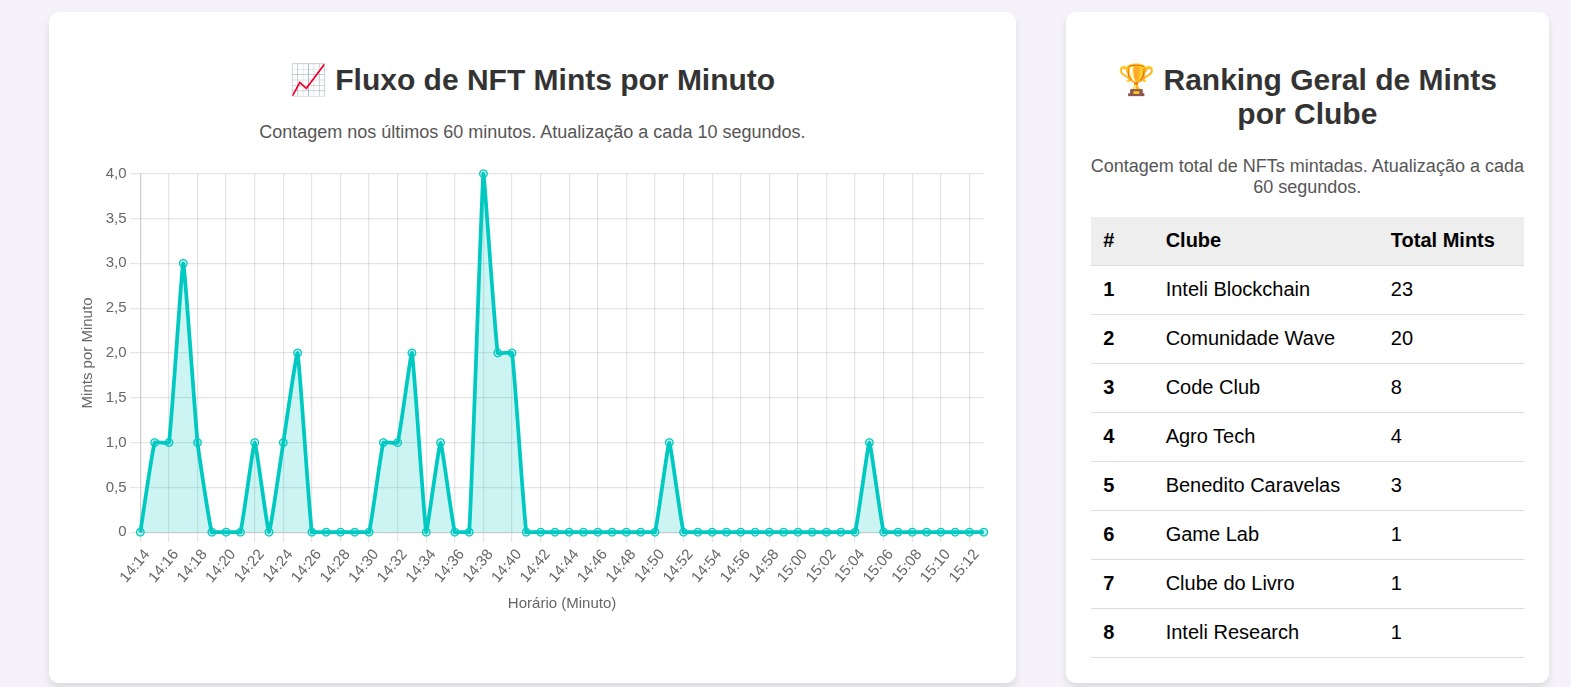 📈 Fluxo de NFT Mints por Minuto
Contagem nos últimos 60 minutos. Atualização a cada 10 segundos.
4,0
3,5
3,0
2,5
2,0
1,5
1,0
0,5
0
Mints por Minuto
14:14
14:16
14:18
14:20
14:22
14:24
14:26
14:28
14:30
14:32
14:34
14:36
14:38
14:40
14:42
14:44
14:46
14:48
14:50
14:52
14:54
14:56
14:58
15:00
15:02
15:04
15:06
15:08
15:10
15:12
Horário (Minuto)
🏆 Ranking Geral de Mints
por Clube
Contagem total de NFTs mintadas. Atualização a cada
60 segundos.
# Clube Total Mints
1 Inteli Blockchain 23
2 Comunidade Wave 20
3 Code Club 8
4 Agro Tech 4
5 Benedito Caravelas 3
6 Game Lab 1
7 Clube do Livro 1
8 Inteli Research 1